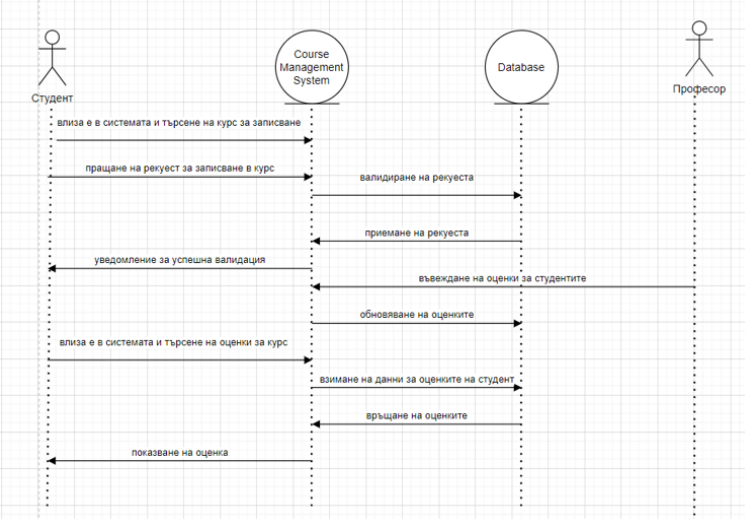 Course
Management
System
Database
Студент
Професор
влиза е в системата и търсене на курс за записване
пращане на рекуест за записване в курс
валидиране на рекуеста
приемане на рекуеста
уведомление за успешна валидация
въвеждане на оценки за студентите
обновяване на оценките
влиза е в системата и търсене на оценки за курс
взимане на данни за оценките на студент
връщане на оценките
показване на оценка